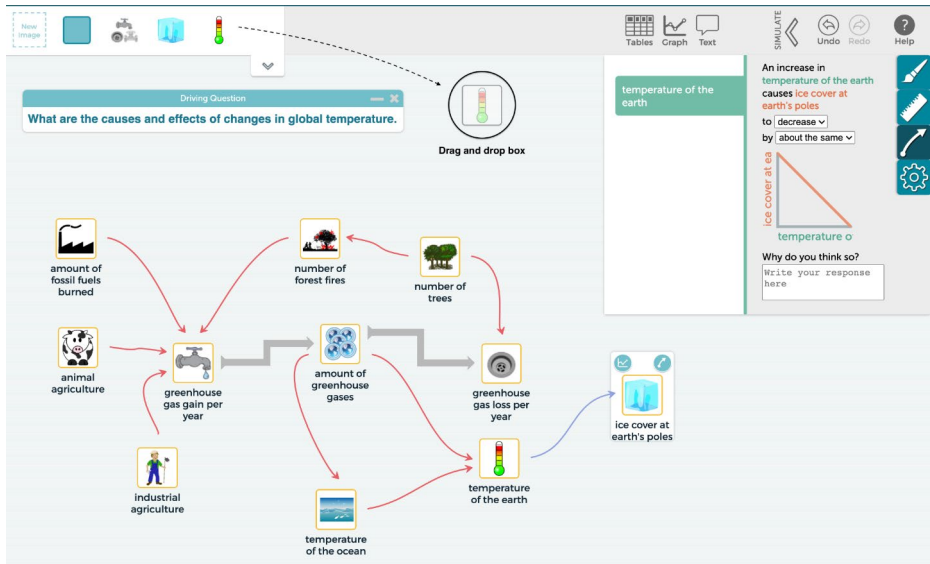 New
Image
Tables
Graph
Text
SIMULATE
Undo
Redo
?
Help
Driving Question
What are the causes and effects of changes in global temperature.
Drag and drop box
temperature of the
earth
An increase in
temperature of the earth
causes ice cover at
earth's poles
to decrease
by about the same
ice cover at ea
temperature o
Why do you think so?
Write your response
here
amount of
fossil fuels
burned
number of
forest fires
number of
trees
animal
agriculture
greenhouse
gas gain per
year
amount of
greenhouse
gases
greenhouse
gas loss per
year
ice cover at
earth's poles
industrial
agriculture
temperature
of the ocean
temperature
of the earth